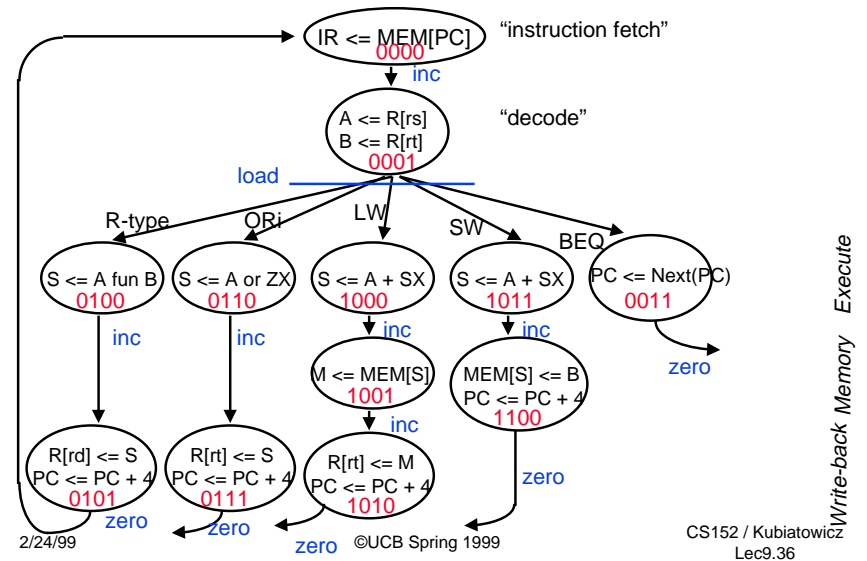 IR <= MEM[PC]
0000
“instruction fetch”
inc
A <= R[rs]
B <= R[rt]
0001
“decode”
load
R-type
ORi
LW
SW
BEQ
S <= A fun B
0100
S <= A or ZX
0110
S <= A + SX
1000
S <= A + SX
1011
PC <= Next(PC)
0011
inc
inc
inc
inc
zero
M <= MEM[S]
1001
MEM[S] <= B
PC <= PC + 4
1100
inc
R[rd] <= S
PC <= PC + 4
0101
R[rt] <= S
PC <= PC + 4
0111
R[rt] <= M
PC <= PC + 4
1010
zero
zero
zero
zero
Execute
Memory
Write-back
2/24/99
©UCB Spring 1999
CS152 / Kubiatowicz
Lec9.36